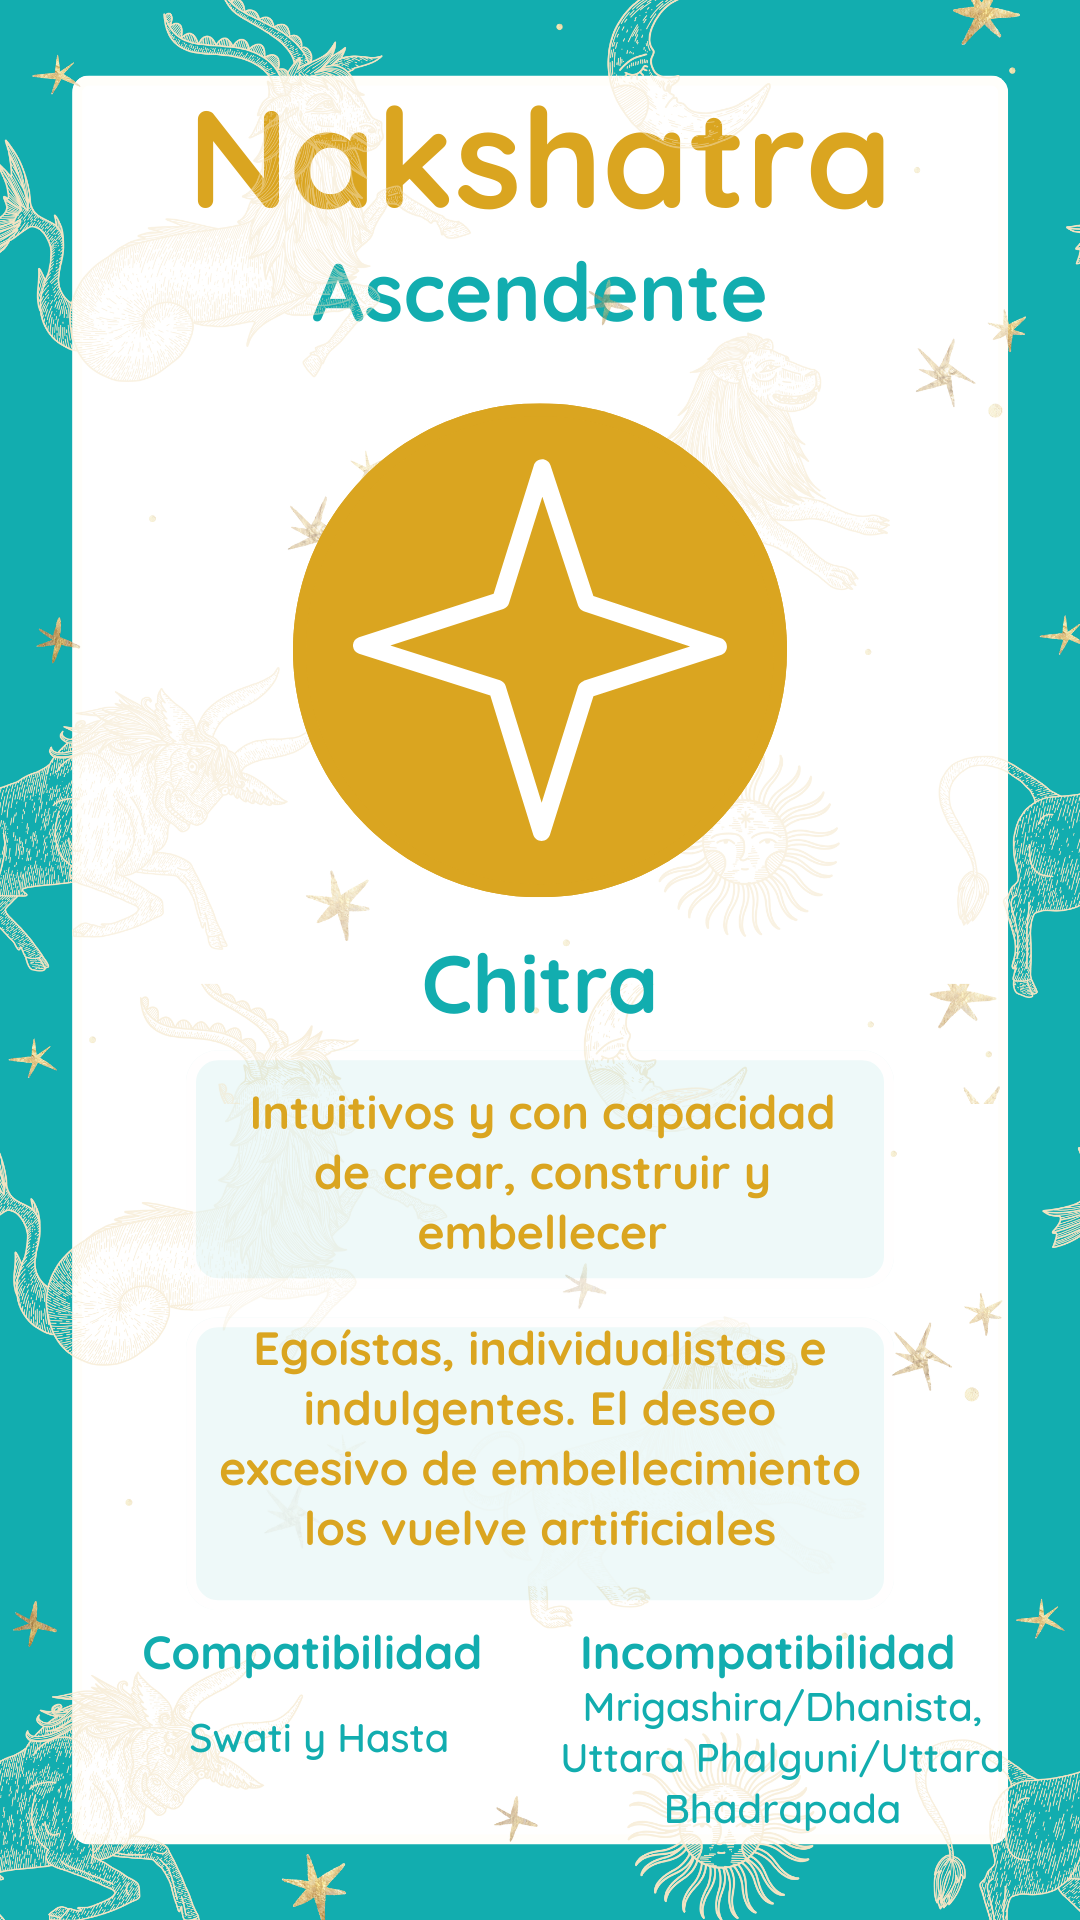 Nakshatra
Ascendente
Chitra
Intuitivos y con capacidad
de crear, construir y
embellecer
Egoístas, individualistas e
indulgentes. El deseo
excesivo de embellecimiento
los vuelve artificiales
Compatibilidad
Swati y Hasta
Incompatibilidad
Mrigashira/Dhanista,
Uttara Phalguni/Uttara
Bhadrapada